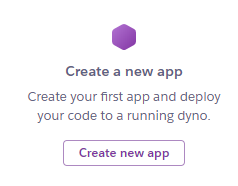 Create a new app
Create your first app and deploy
your code to a running dyno.
Create new app